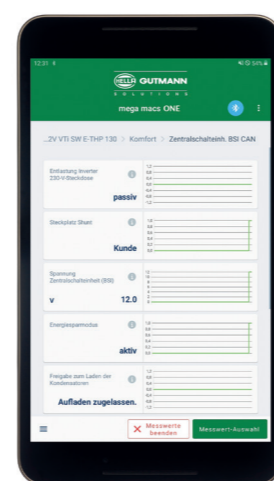 12:31
54%
HELLA GUTMANN
SOLUTIONS
mega macs ONE
...2V VTi SW E-THP 130 > Komfort > Zentralschalteinh. BSI CAN
Entlastung Inverter
230-V-Steckdose
passiv
Steckplatz Shunt
Kunde
Spannung
Zentralschalteinheit (BSI)
v 12.0
Energiesparmodus
aktiv
Freigabe zum Laden der
Kondensatoren
Aufladen zugelassen.
Messwerte
beenden
Messwert-Auswahl